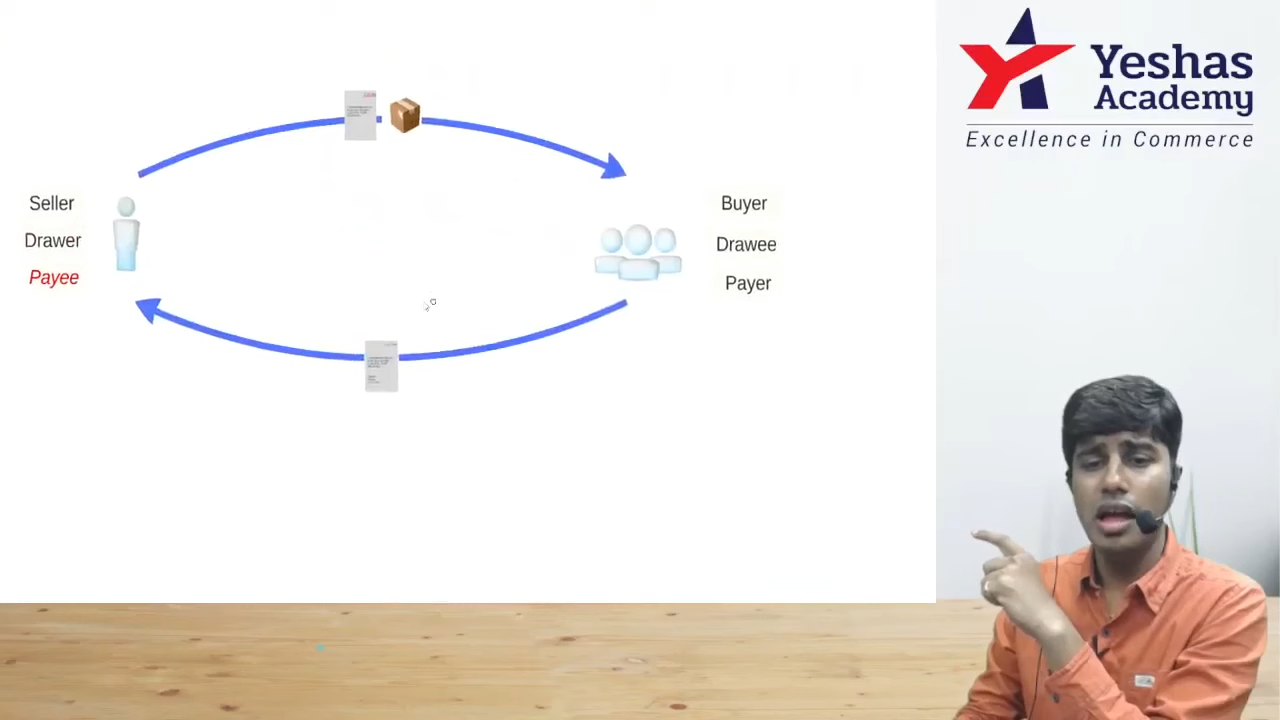 Yeshas
Academy
Excellence in Commerce
Seller
Drawer
Payee
Buyer
Drawee
Payer